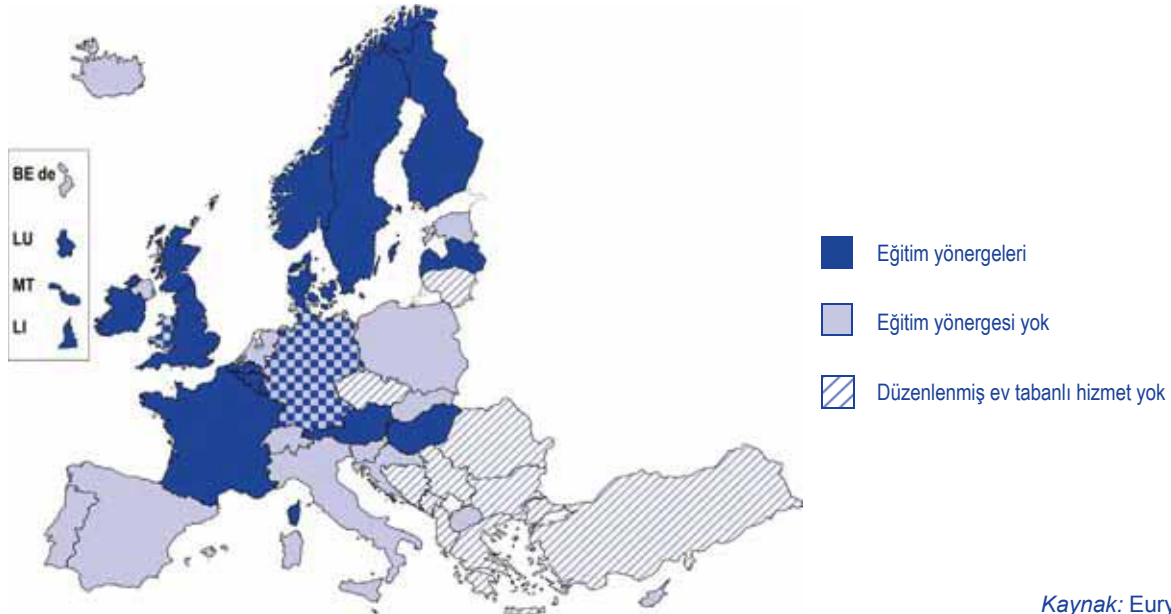 BE de
LU
MT
LI
Eğitim yönergeleri
Eğitim yönergesi yok
Düzenlenmiş ev tabanlı hizmet yok
Kaynak: Eury